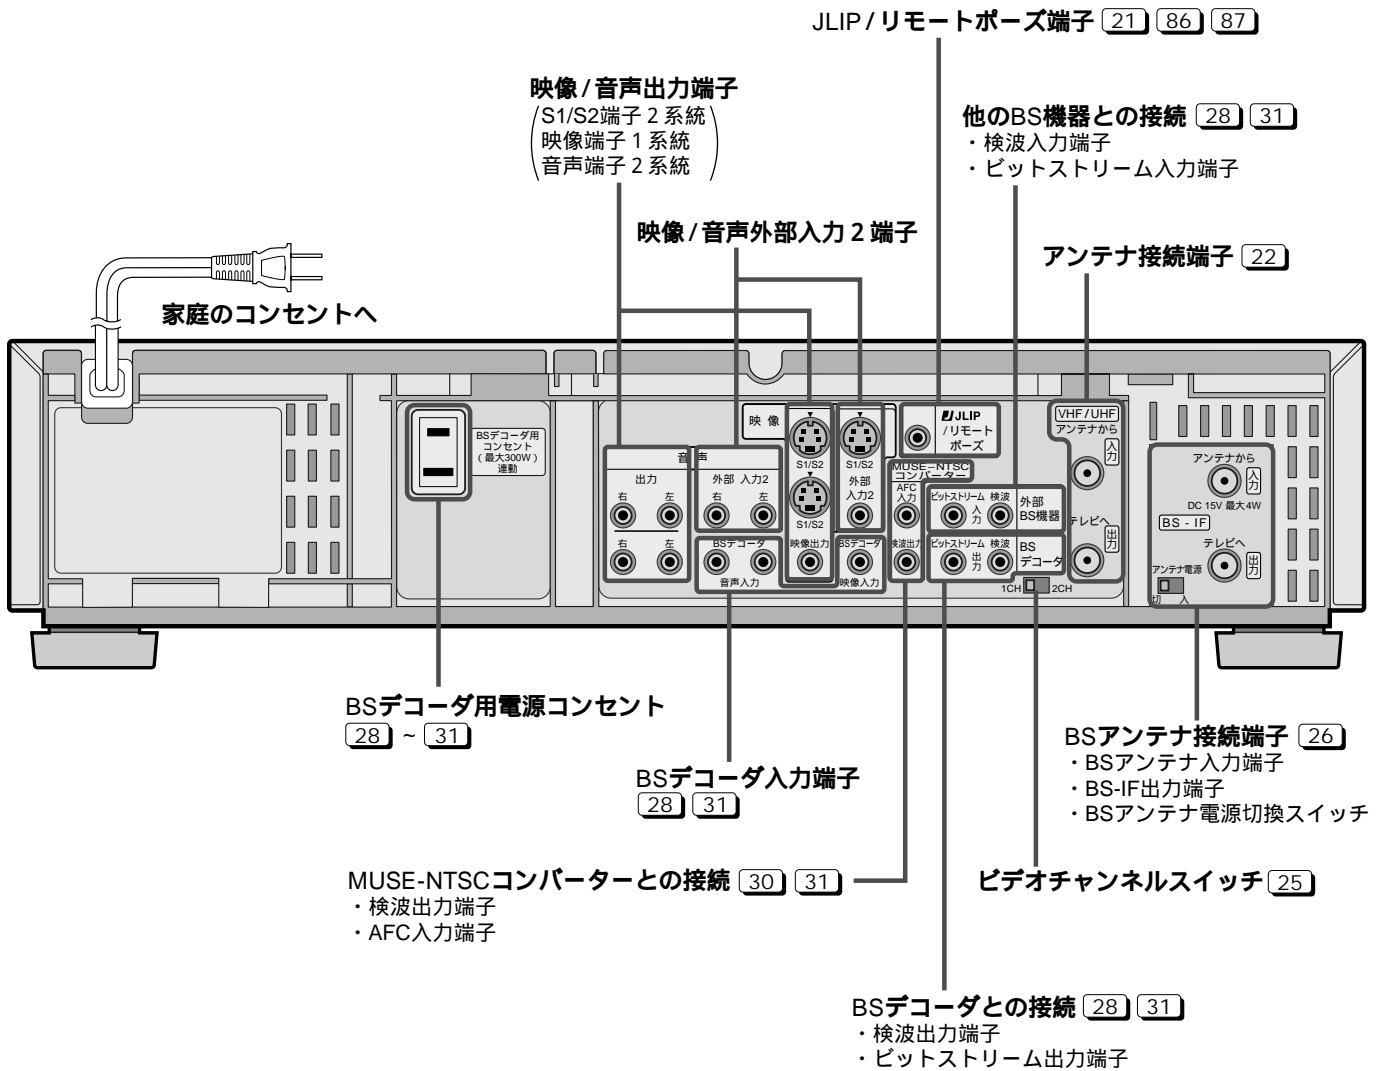 JLIP/リモートポーズ端子 21 86 87
映像/音声出力端子
S1/S2端子2系統
映像端子1系統
音声端子2系統
他のBS機器との接続 28 31
・検波入力端子
・ビットストリーム入力端子
映像/音声外部入力2端子
アンテナ接続端子 22
家庭のコンセントへ
BSデコーダ用
コンセント
(最大300W)
連動
映像
JLIP
/リモート
ポーズ
VHF/UHF
アンテナから
入力
テレビへ
出力
音声
出力
外部 入力2
右 左 右 左
右 左
S1/S2
S1/S2
S1/S2
外部
入力2
MUSE-NTSC
コンバーター
AFC
入力
ビットストリーム 検波
入力
外部
BS機器
BSデコーダ
音声入力
映像出力
BSデコーダ
映像入力
検波出力
ビットストリーム 検波
出力
BS
デコーダ
1CH 2CH
アンテナから
入力
DC 15V 最大4W
BS-IF
テレビへ
出力
アンテナ電源
切 入
BSデコーダ用電源コンセント
28 ~ 31
BSデコーダ入力端子
28 31
BSアンテナ接続端子 26
・BSアンテナ入力端子
・BS-IF出力端子
・BSアンテナ電源切換スイッチ
MUSE-NTSCコンバーターとの接続 30 31
・検波出力端子
・AFC入力端子
ビデオチャンネルスイッチ 25
BSデコーダとの接続 28 31
・検波出力端子
・ビットストリーム出力端子